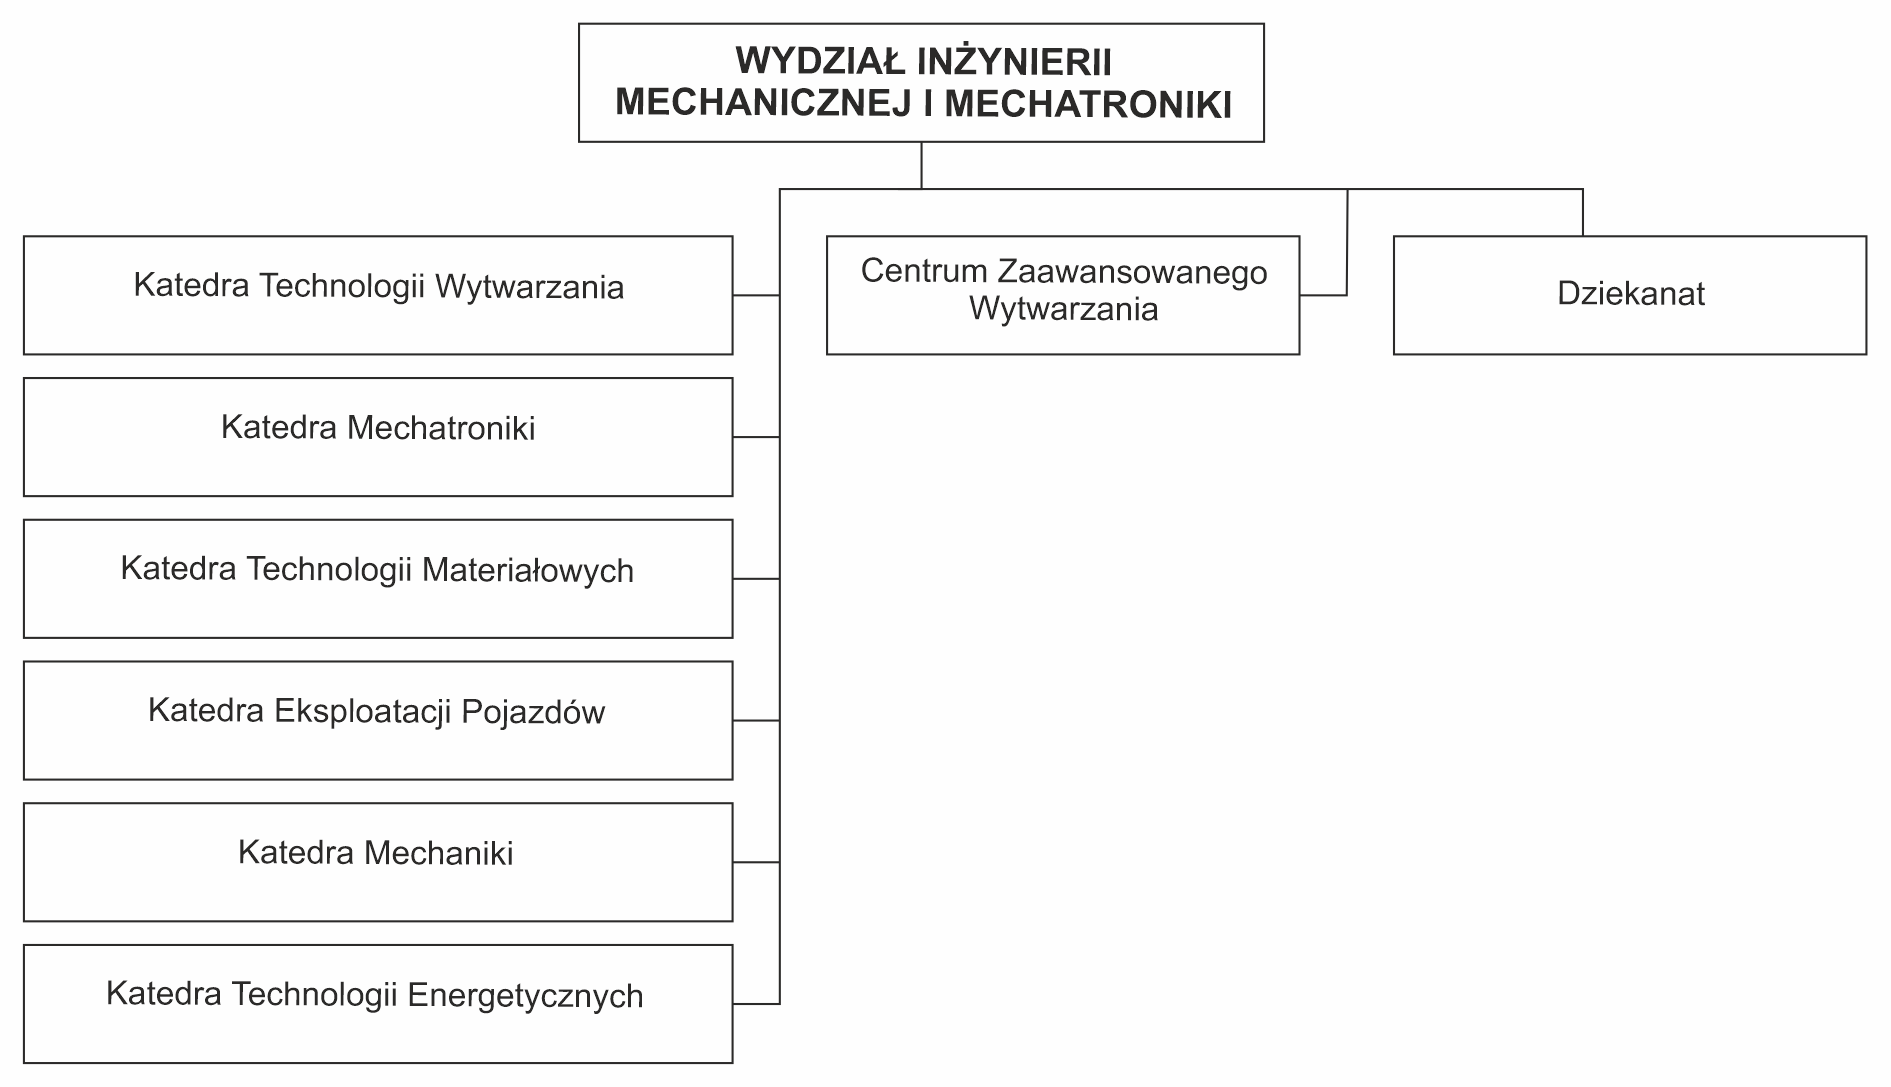 WYDZIAŁ INŻYNIERII
MECHANICZNEJ I MECHATRONIKI
Katedra Technologii Wytwarzania
Centrum Zaawansowanego
Wytwarzania
Dziekanat
Katedra Mechatroniki
Katedra Technologii Materiałowych
Katedra Eksploatacji Pojazdów
Katedra Mechaniki
Katedra Technologii Energetycznych